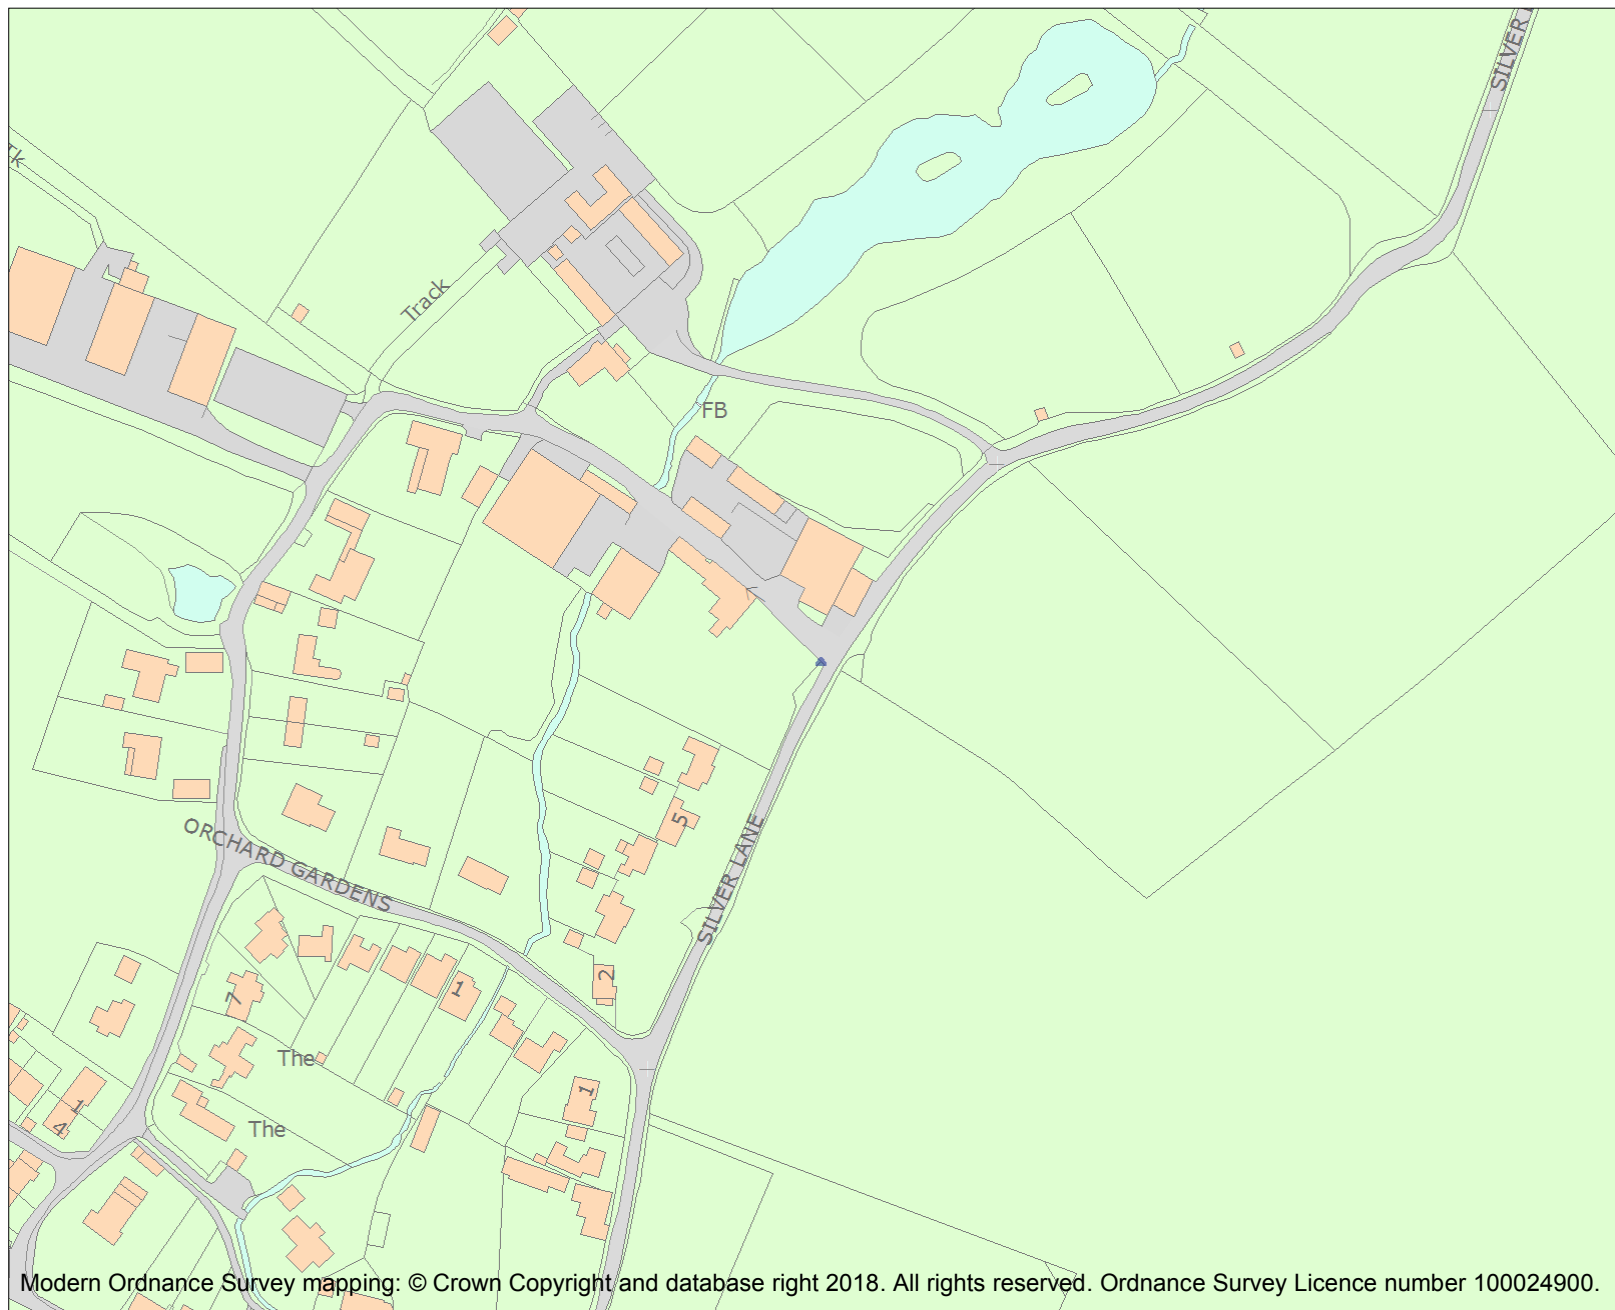 SILVER L
Tk
Track
FB
5
ORCHARD GARDENS
SILVER LANE
2
7
1
The
1
1
4
The
Modern Ordnance Survey mapping: © Crown Copyright and database right 2018. All rights reserved. Ordnance Survey Licence number 100024900.